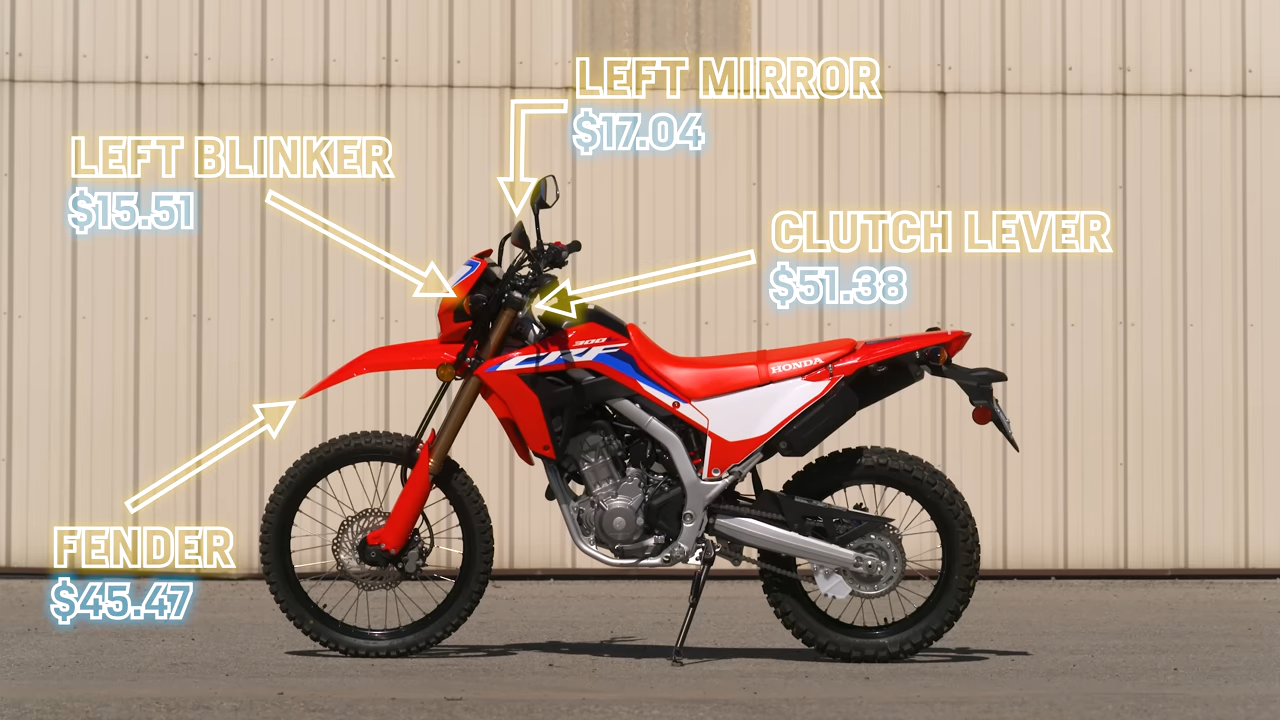 LEFT MIRROR
$17.04
LEFT BLINKER
$15.51
CLUTCH LEVER
$51.38
300
CRF
HONDA
FENDER
$45.47